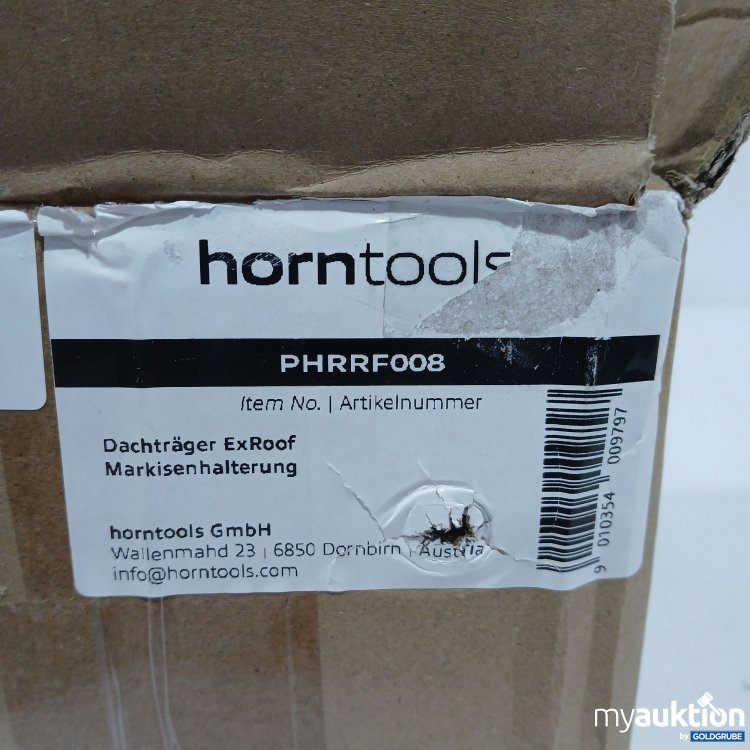 horntools
PHRRF008
Item No. | Artikelnummer
Dachträger ExRoof
Markisenhalterung
horntools GmbH
Wallenmahd 23 | 6850 Dornbirn | Austria
info@horntools.com
9 010354 009797
myauktion
by GOLDGRUBE